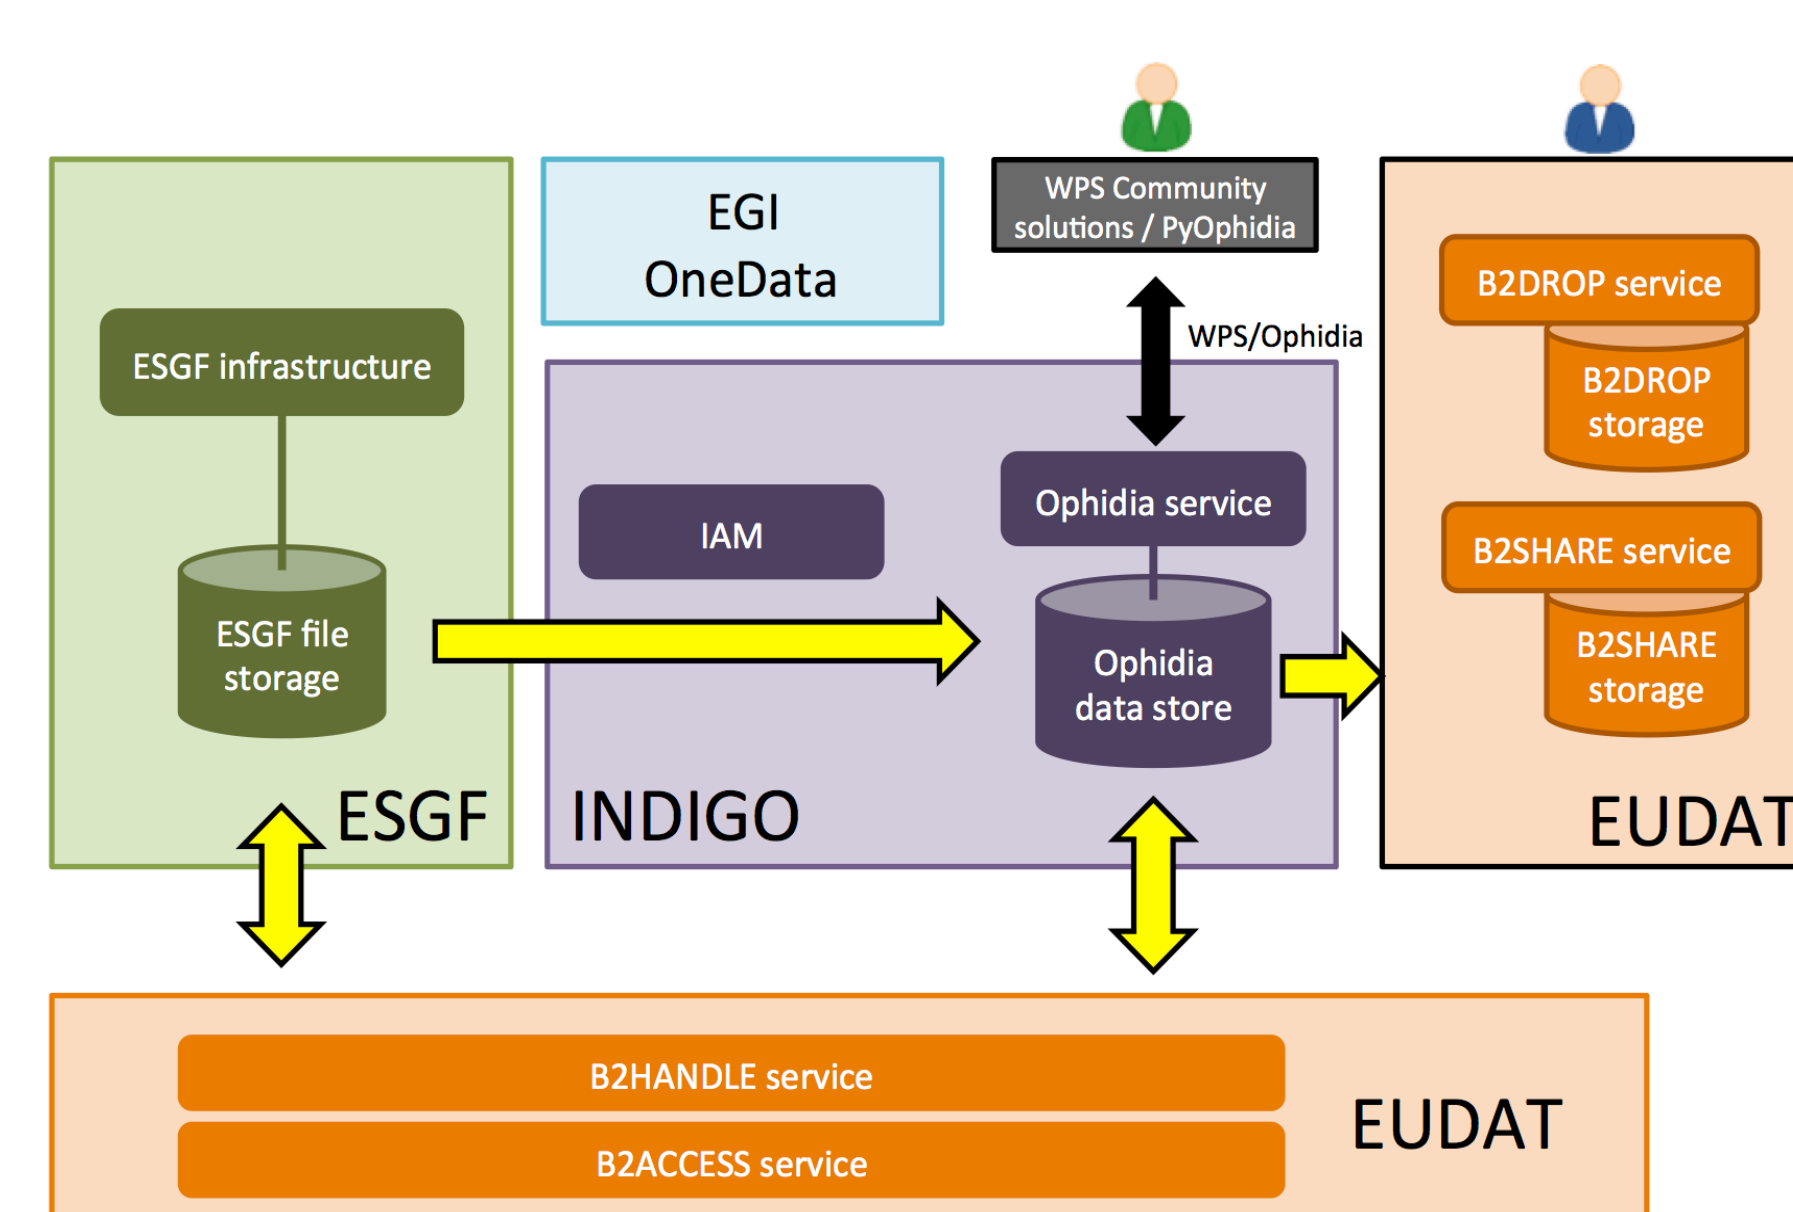 WPS Community
solutions / PyOphidia
EGI
OneData
WPS/Ophidia
B2DROP service
B2DROP
storage
ESGF infrastructure
Ophidia service
IAM
B2SHARE service
B2SHARE
storage
ESGF file
storage
Ophidia
data store
ESGF
INDIGO
EUDAT
B2HANDLE service
EUDAT
B2ACCESS service